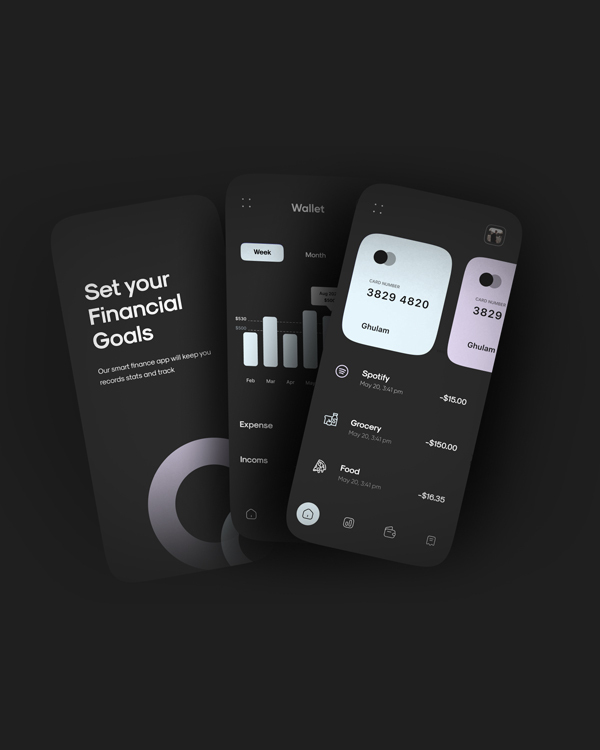 Set your
Financial
Goals
Our smart finance app will keep you
records stats and track
Wallet
Week
Month
$530
$500
Feb
Mar
Apr
Expense
Incoms
CARD NUMBER
3829 4820
Ghulam
CARD NUMBER
3829
Ghulam
Spotify
May 20, 3:41 pm
-$15.00
Grocery
May 20, 3:41 pm
-$150.00
Food
May 20, 3:41 pm
-$16.35